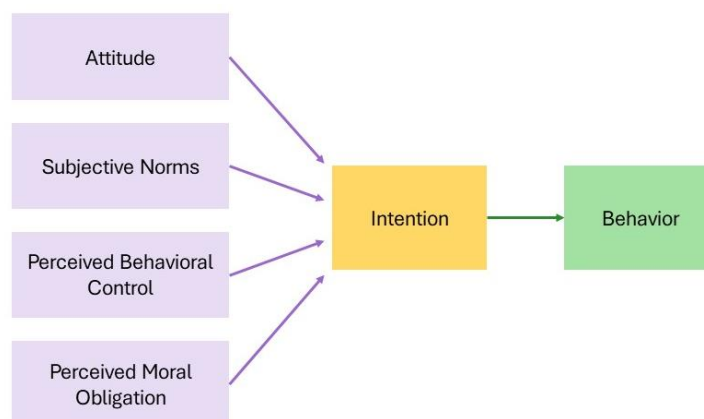 Attitude
Subjective Norms
Perceived Behavioral
Control
Perceived Moral
Obligation
Intention
Behavior